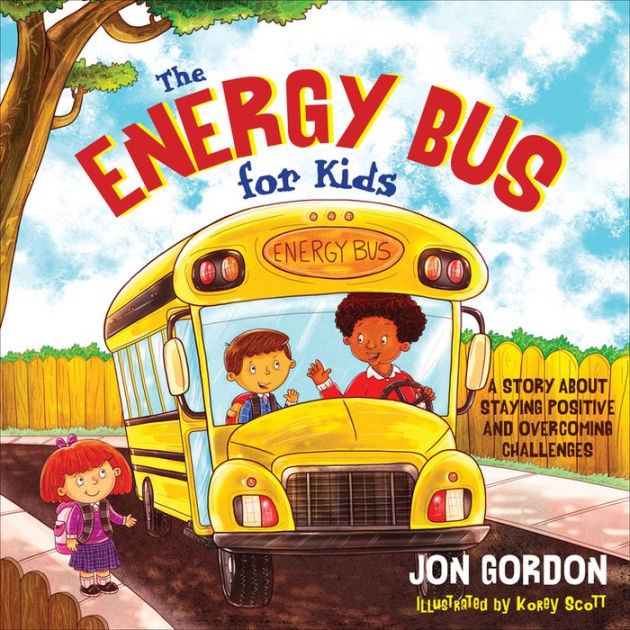 The
ENERGY BUS
for Kids
ENERGY BUS
A STORY ABOUT
STAYING POSITIVE
AND OVERCOMING
CHALLENGES
JON GORDON
Illustrated by Korey Scott